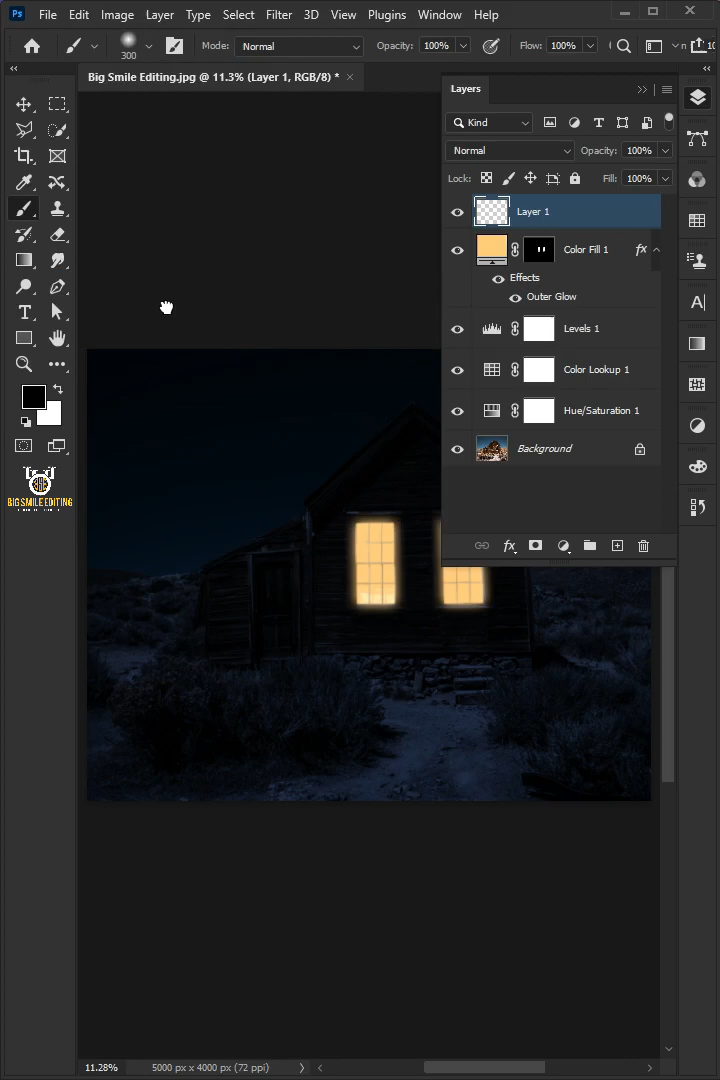 Ps File Edit Image Layer Type Select Filter 3D View Plugins Window Help
300 Mode: Normal Opacity: 100% Flow: 100%
Big Smile Editing.jpg @ 11.3% (Layer 1, RGB/8) * ×
Layers
Kind
Normal Opacity: 100%
Lock: Fill: 100%
Layer 1
Color Fill 1 fx
Effects
Outer Glow
Levels 1
Color Lookup 1
Hue/Saturation 1
Background
BIG SMILE EDITING
fx
11.28% 5000 px x 4000 px (72 ppi)